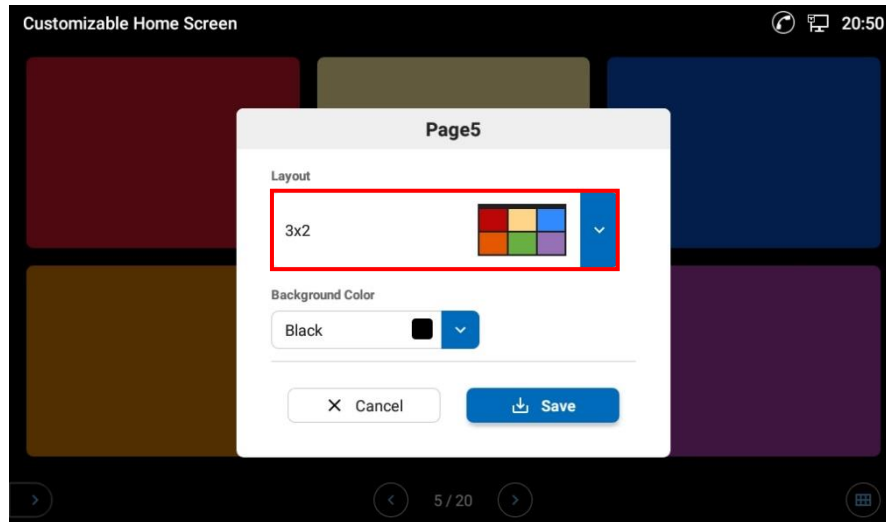 Customizable Home Screen 20:50
Page5
Layout
3x2
Background Color
Black
Cancel Save
5 / 20